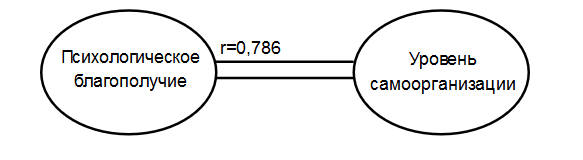 Психологическое
благополучие
r=0,786
Уровень
самоорганизации